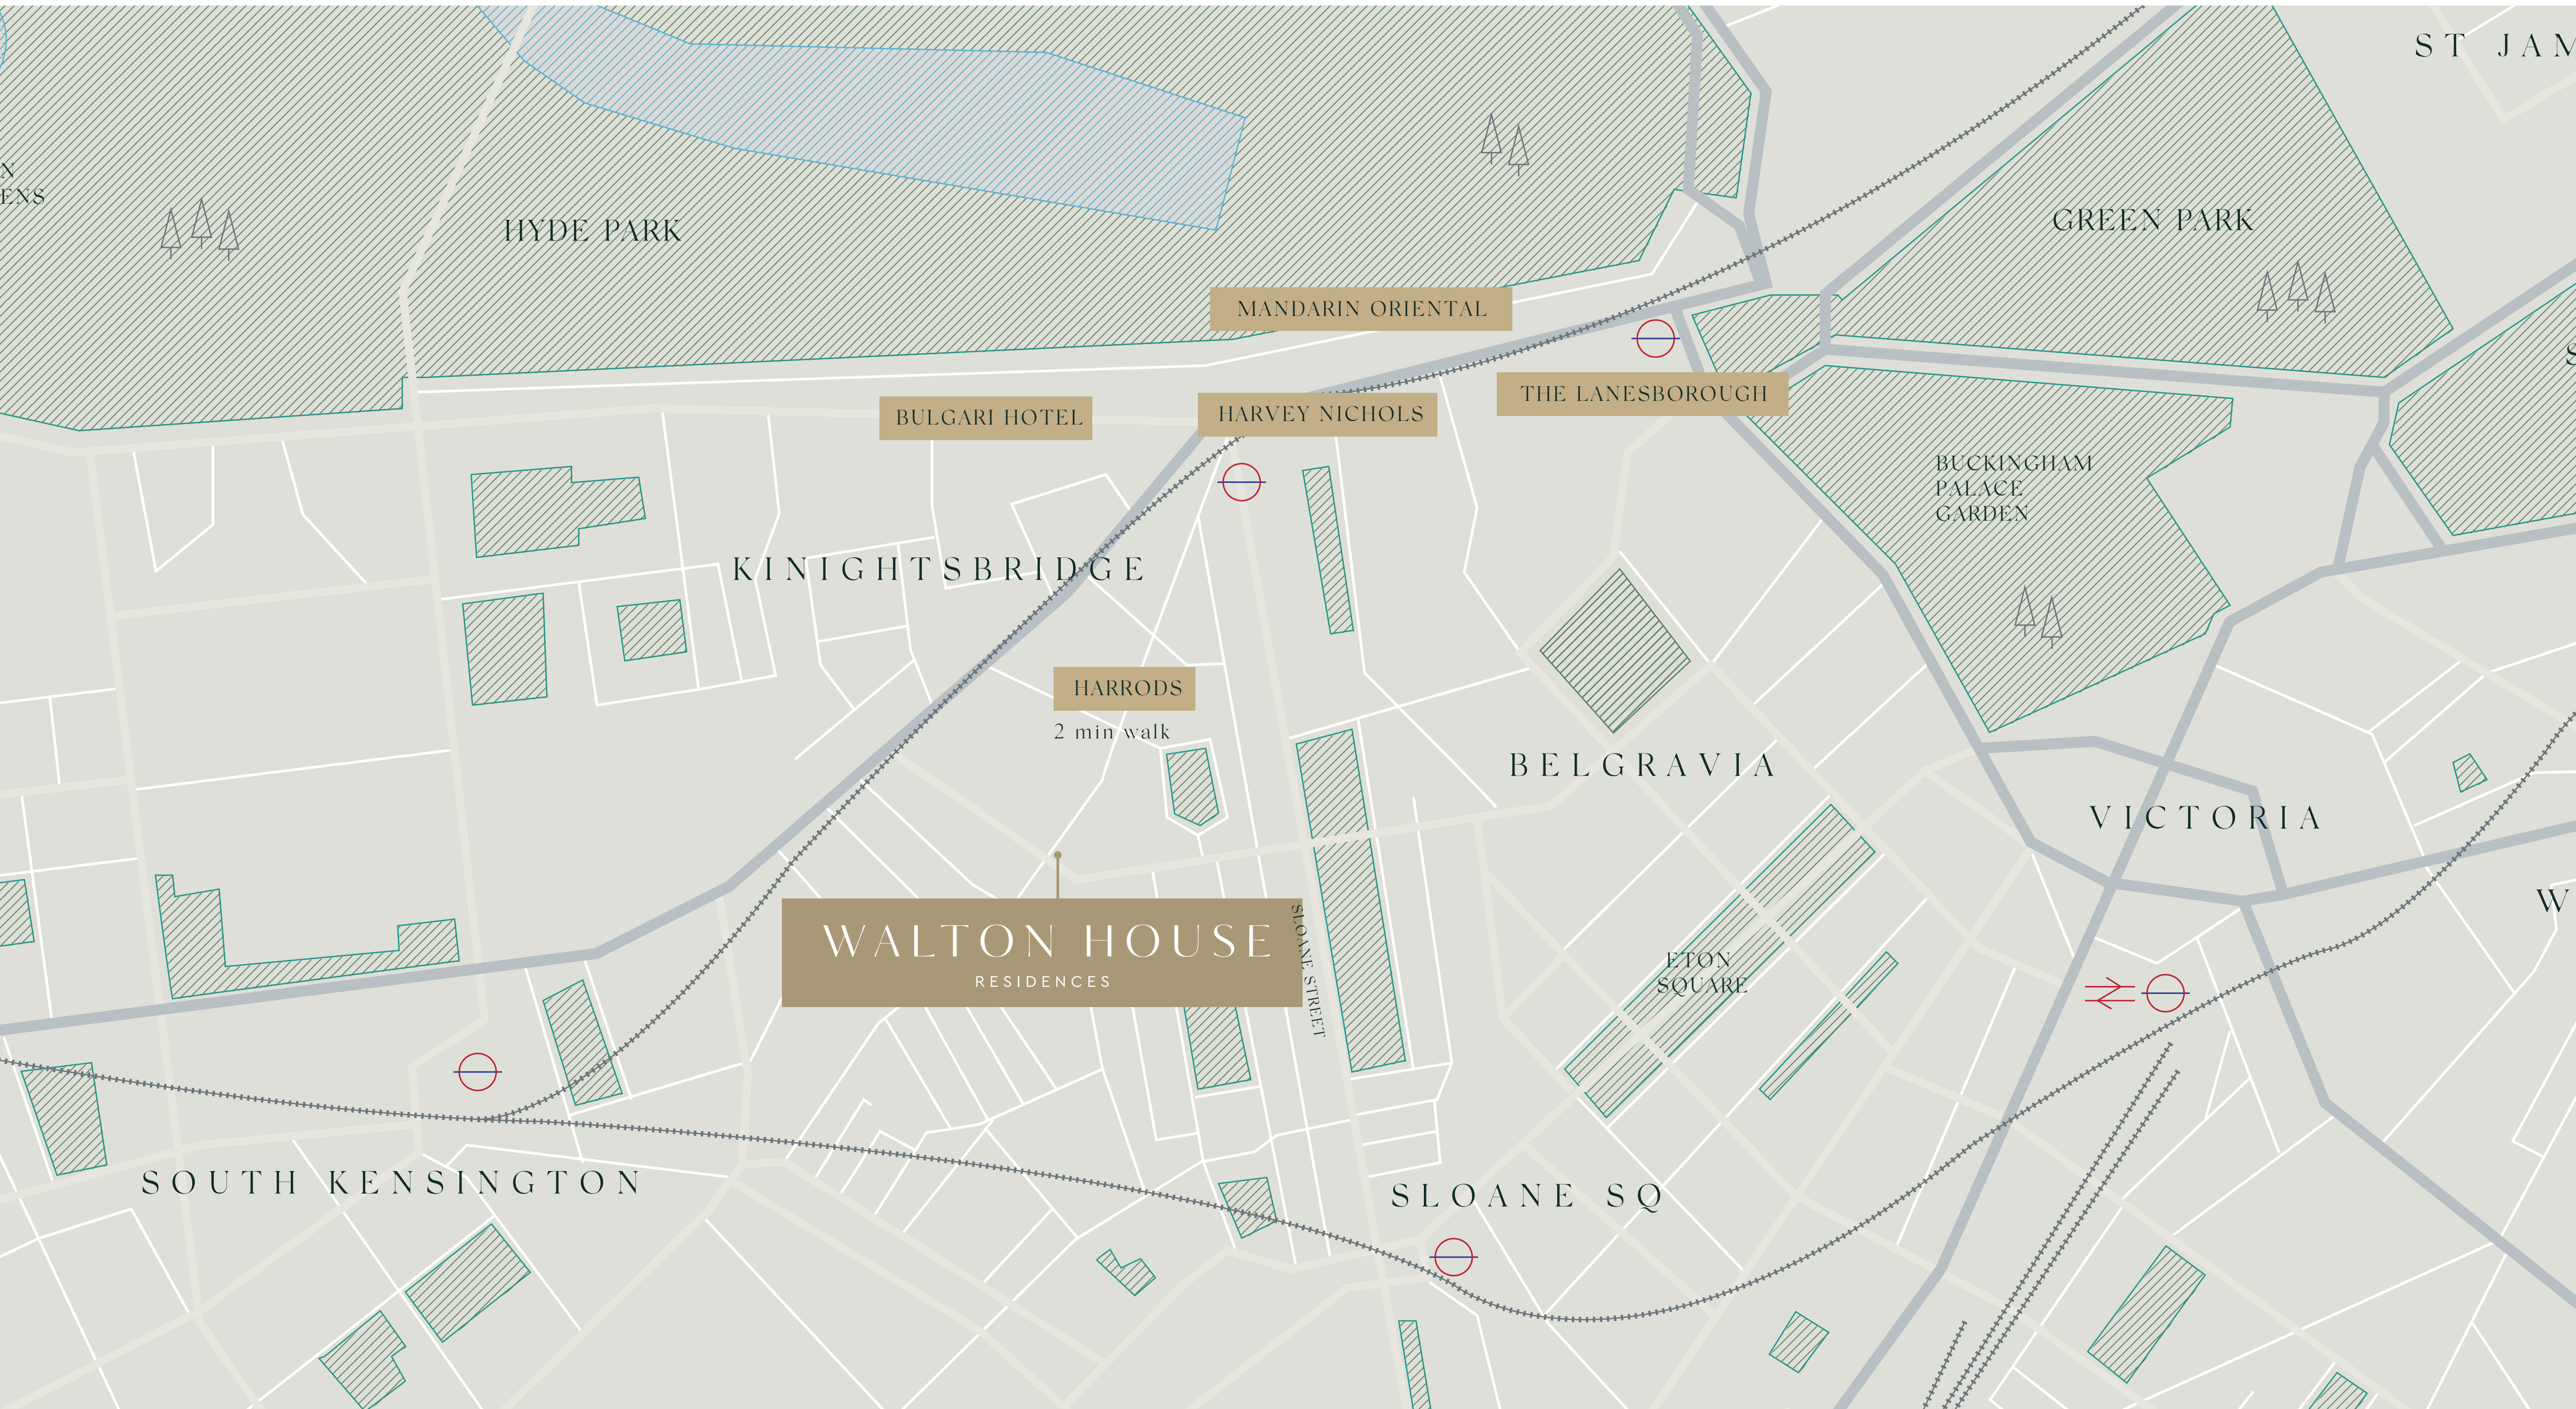 ST JAM
N
ENS
HYDE PARK
GREEN PARK
MANDARIN ORIENTAL
BULGARI HOTEL
HARVEY NICHOLS
THE LANESBOROUGH
S
BUCKINGHAM
PALACE
GARDEN
KINIGHTSBRIDGE
HARRODS
2 min walk
BELGRAVIA
VICTORIA
W
WALTON HOUSE
RESIDENCES
SLOANE STREET
ETON
SQUARE
SOUTH KENSINGTON
SLOANE SQ